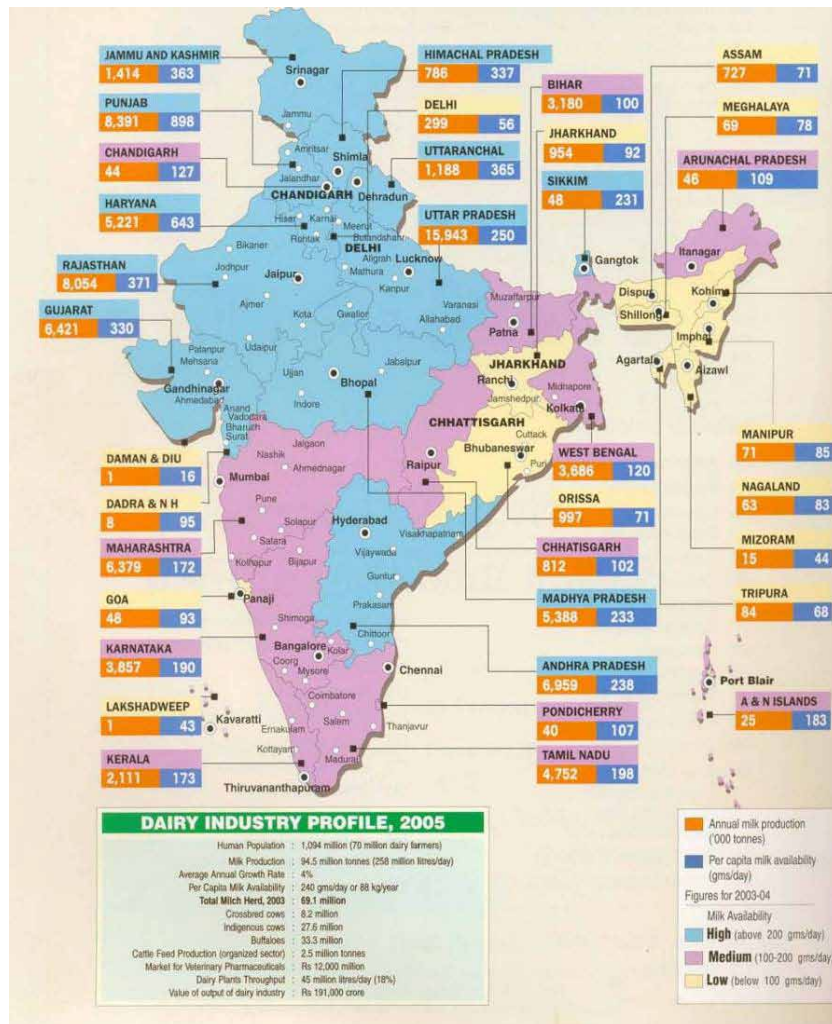 JAMMU AND KASHMIR
1,414 363
PUNJAB
8,391 898
CHANDIGARH
44 127
HARYANA
5,221 643
RAJASTHAN
8,054 371
GUJARAT
6,421 330
DAMAN & DIU
1 16
DADRA & N H
8 95
MAHARASHTRA
6,379 172
GOA
48 93
KARNATAKA
3,857 190
LAKSHADWEEP
1 43
KERALA
2,111 173
HIMACHAL PRADESH
786 337
DELHI
299 56
UTTARANCHAL
1,188 365
UTTAR PRADESH
15,943 250
BIHAR
3,180 100
JHARKHAND
954 92
SIKKIM
48 231
ASSAM
727 71
MEGHALAYA
69 78
ARUNACHAL PRADESH
46 109
MANIPUR
71 85
NAGALAND
63 83
MIZORAM
15 44
TRIPURA
84 68
WEST BENGAL
3,686 120
ORISSA
997 71
CHHATISGARH
812 102
MADHYA PRADESH
5,388 233
ANDHRA PRADESH
6,959 238
PONDICHERRY
40 107
TAMIL NADU
4,752 198
A & N ISLANDS
25 183
Srinagar
Jammu
Amritsar
Jalandhar
Shimla
CHANDIGARH
Dehradun
Hisar
Karnal
Meerut
Rohtak
Bulandshahr
DELHI
Bikaner
Jodhpur
Jaipur
Aligrah
Mathura
Lucknow
Kanpur
Ajmer
Kota
Gwalior
Varanasi
Allahabad
Udaipur
Palanpur
Mehsana
Gandhinagar
Ahmedabad
Anand
Vadodara
Bharuth
Surat
Ujjan
Indore
Bhopal
Jabalpur
Muzaffarpur
Patna
JHARKHAND
Ranchi
Jamshedpur
Midnapore
Kolkata
CHHATTISGARH
Raipur
Cuttack
Bhubaneswar
Puri
Gangtok
Itanagar
Dispur
Shillong
Kohima
Imphal
Agartala
Aizawl
Jalgaon
Nashik
Ahmednagar
Mumbai
Pune
Solapur
Satara
Kolhapur
Bijapur
Hyderabad
Visakhapatnam
Vijaywada
Guntur
Prakasam
Panaji
Shimoga
Chittoor
Bangalore
Kolar
Coorg
Mysore
Chennai
Coimbatore
Salem
Thanjavur
Ernakulam
Kottayam
Madurai
Kavaratti
Thiruvananthapuram
Port Blair
DAIRY INDUSTRY PROFILE, 2005
Human Population : 1,094 million (70 million dairy farmers)
Milk Production : 94.5 million tonnes (258 million litres/day)
Average Annual Growth Rate : 4%
Per Capita Milk Availability : 240 gms/day or 88 kg/year
Total Milch Herd, 2003 : 69.1 million
Crossbred cows : 8.2 million
Indigenous cows : 27.6 million
Buffaloes : 33.3 million
Cattle Feed Production (organized sector) : 2.5 million tonnes
Market for Veterinary Pharmaceuticals : Rs 12,000 million
Dairy Plants Throughput : 45 million litres/day (18%)
Value of output of dairy industry : Rs 191,000 crore
Annual milk production
('000 tonnes)
Per capita milk availability
(gms/day)
Figures for 2003-04
Milk Availability
High (above 200 gms/day)
Medium (100-200 gms/day)
Low (below 100 gms/day)